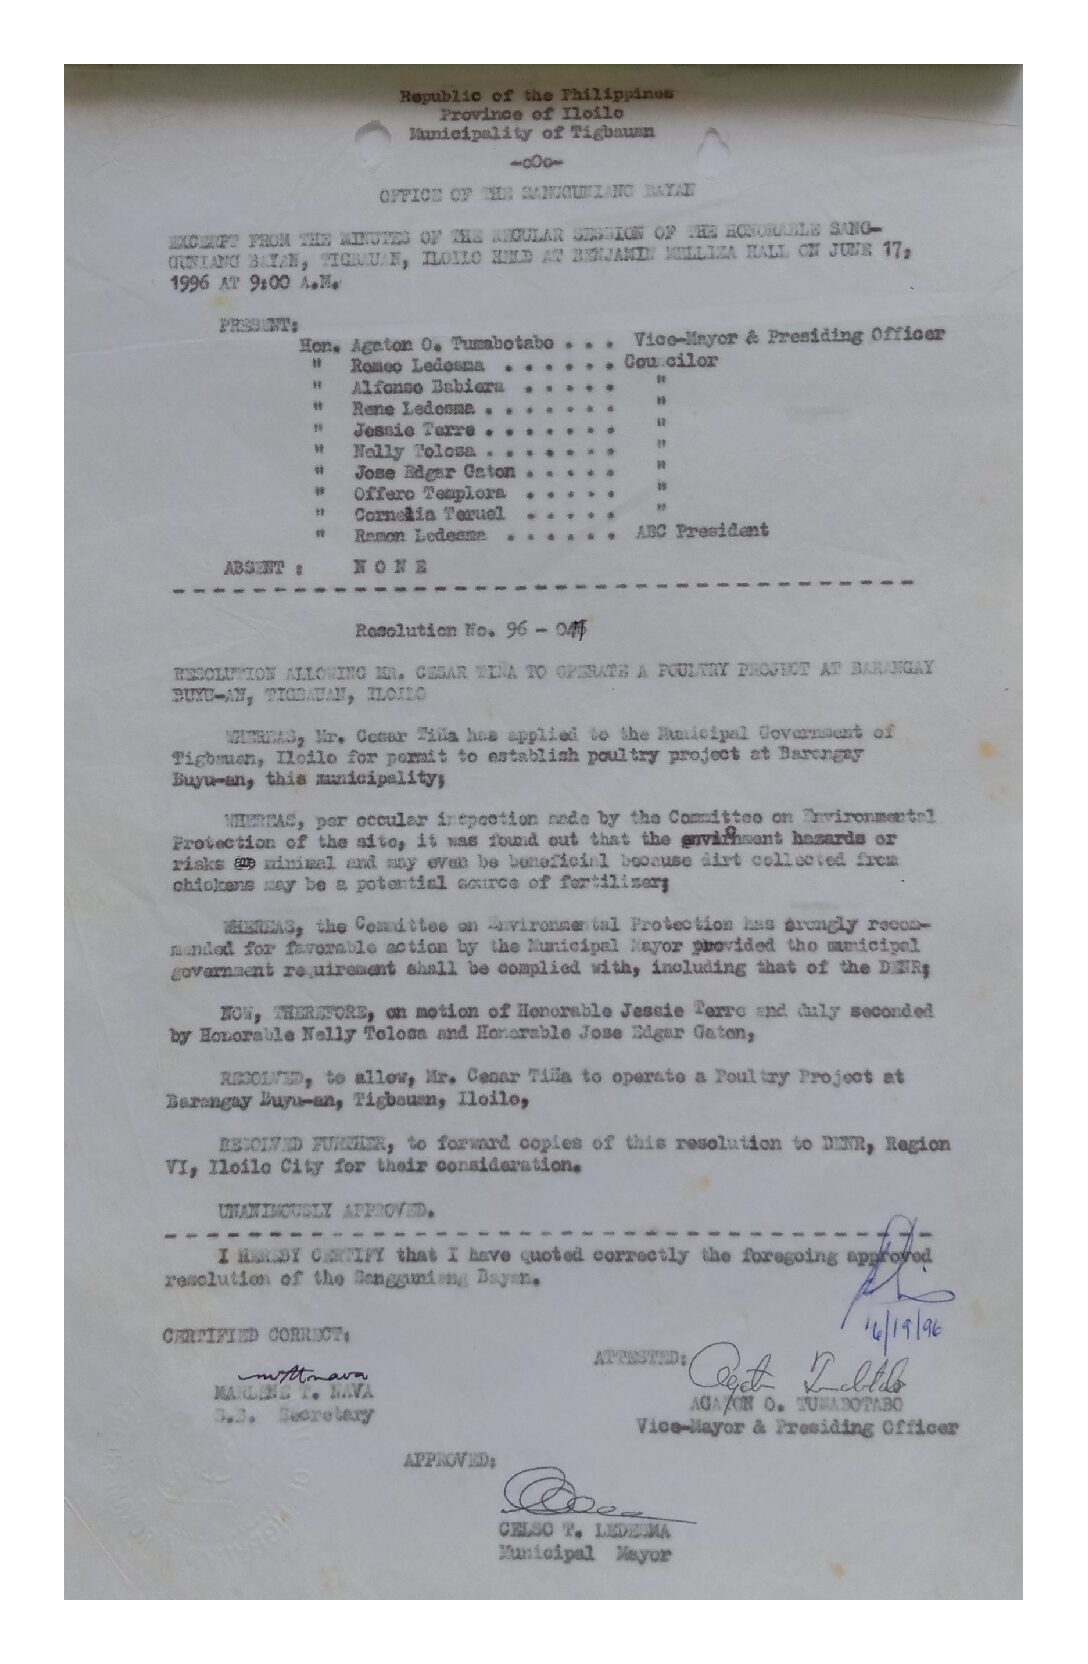 Republic of the Philippines
Province of Iloilo
Municipality of Tigbauan
-oOo-
OFFICE OF THE SANGGUNIANG BAYAN
EXCERPT FROM THE MINUTES OF THE REGULAR SESSION OF THE HONORABLE SANG-
GUNIANG BAYAN, TIGBAUAN, ILOILO HELD AT BENJAMIN MELLIZA HALL ON JUNE 17,
1996 AT 9:00 A.M.
PRESENT:
Hon. Agaton O. Tumabotabo . . . Vice-Mayor & Presiding Officer
" Romeo Ledesma . . . . . . Councilor
" Alfonso Babiera . . . . . "
" Rene Ledesma . . . . . . . "
" Jessie Terre . . . . . . . "
" Nelly Tolosa . . . . . . . "
" Jose Edgar Gaton . . . . . "
" Offero Templora . . . . . "
" Cornelia Teruel . . . . . "
" Ramon Ledesma . . . . . . ABC President
ABSENT : N O N E
Resolution No. 96 - 
RESOLUTION ALLOWING MR. CESAR TIÑA TO OPERATE A POULTRY PROJECT AT BARANGAY
BUYU-AN, TIGBAUAN, ILOILO
WHEREAS, Mr. Cesar Tiña has applied to the Municipal Government of
Tigbauan, Iloilo for permit to establish poultry project at Barangay
Buyu-an, this municipality;
WHEREAS, per occular inspection made by the Committee on Environmental
Protection of the site, it was found out that the environment hazards or
risks are minimal and may even be beneficial because dirt collected from
chickens may be a potential source of fertilizer;
WHEREAS, the Committee on Environmental Protection has srongly recom-
mended for favorable action by the Municipal Mayor provided the municipal
government requirement shall be complied with, including that of the DENR;
NOW, THEREFORE, on motion of Honorable Jessie Terre and duly seconded
by Honorable Nelly Tolosa and Honorable Jose Edgar Gaton,
RESOLVED, to allow, Mr. Cesar Tiña to operate a Poultry Project at
Barangay Buyu-an, Tigbauan, Iloilo,
RESOLVED FURTHER, to forward copies of this resolution to DENR, Region
VI, Iloilo City for their consideration.
UNANIMOUSLY APPROVED.
I HEREBY CERTIFY that I have quoted correctly the foregoing approved
resolution of the Sangguniang Bayan.
6/19/96
CERTIFIED CORRECT:
ATTESTED:
MARLENE T. NAVA
S.B. Secretary
AGATON O. TUMABOTABO
Vice-Mayor & Presiding Officer
APPROVED:
CELSO T. LEDESMA
Municipal Mayor